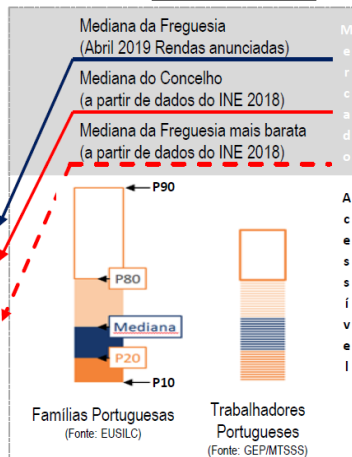 Mediana da Freguesia
(Abril 2019 Rendas anunciadas)
Mediana do Concelho
(a partir de dados do INE 2018)
Mediana da Freguesia mais barata
(a partir de dados do INE 2018)
Mercado
P90
P80
Mediana
P20
P10
Acessível
Famílias Portuguesas
(Fonte: EUSILC)
Trabalhadores
Portugueses
(Fonte: GEP/MTSSS)